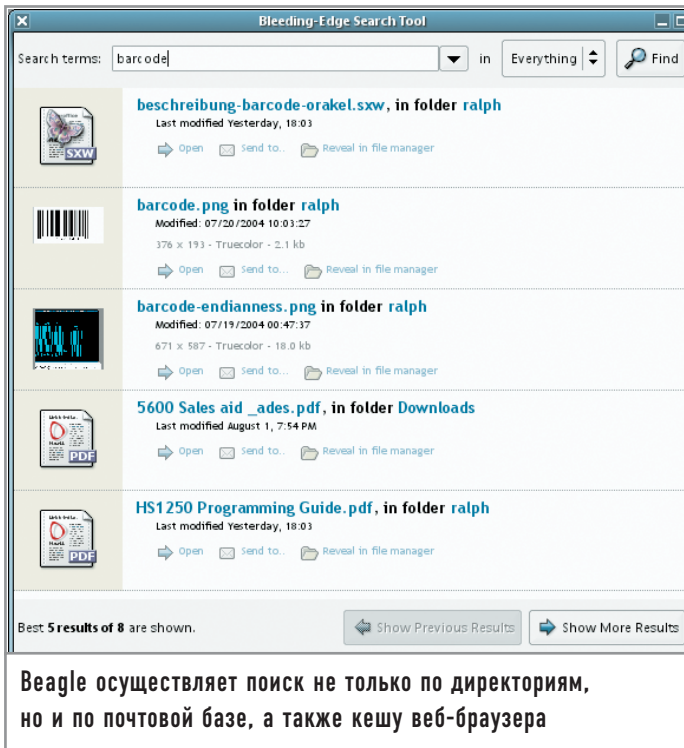 Bleeding-Edge Search Tool
Search terms: barcode in Everything Find
beschreibung-barcode-orakel.sxw, in folder ralph
Last modified Yesterday, 18:03
Open Send to.. Reveal in file manager
SXW
barcode.png in folder ralph
Modified: 07/20/2004 10:03:27
376 × 193 - Truecolor - 2.1 kb
Open Send to... Reveal in file manager
barcode-endianness.png in folder ralph
Modified: 07/19/2004 00:47:37
671 × 587 - Truecolor - 18.0 kb
Open Send to... Reveal in file manager
5600 Sales aid _ades.pdf, in folder Downloads
Last modified August 1, 7:54 PM
Open Send to.. Reveal in file manager
PDF
HS1250 Programming Guide.pdf, in folder ralph
Last modified Yesterday, 18:03
Open Send to.. Reveal in file manager
PDF
Best 5 results of 8 are shown. Show Previous Results Show More Results
Beagle осуществляет поиск не только по директориям,
но и по почтовой базе, а также кешу веб-браузера